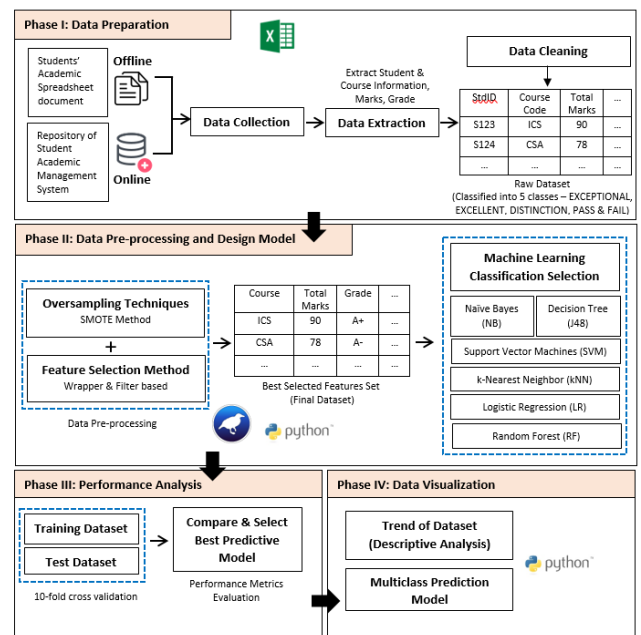 Phase I: Data Preparation
Students'
Academic
Spreadsheet
document
Offline
Repository of
Student
Academic
Management
System
Online
Data Collection
Extract Student &
Course Information,
Marks, Grade
Data Extraction
Data Cleaning
StdID Course Code Total Marks ...
S123 ICS 90 ...
S124 CSA 78 ...
... ... ...
Raw Dataset
(Classified into 5 classes – EXCEPTIONAL,
EXCELLENT, DISTINCTION, PASS & FAIL)
Phase II: Data Pre-processing and Design Model
Oversampling Techniques
SMOTE Method
+
Feature Selection Method
Wrapper & Filter based
Data Pre-processing
Course Total Marks Grade ...
ICS 90 A+ ...
CSA 78 A- ...
... ... ... ...
Best Selected Features Set
(Final Dataset)
python™
Machine Learning
Classification Selection
Naïve Bayes
(NB)
Decision Tree
(J48)
Support Vector Machines (SVM)
k-Nearest Neighbor (kNN)
Logistic Regression (LR)
Random Forest (RF)
Phase III: Performance Analysis
Training Dataset
Test Dataset
10-fold cross validation
Compare & Select
Best Predictive
Model
Performance Metrics
Evaluation
Phase IV: Data Visualization
Trend of Dataset
(Descriptive Analysis)
Multiclass Prediction
Model
python™